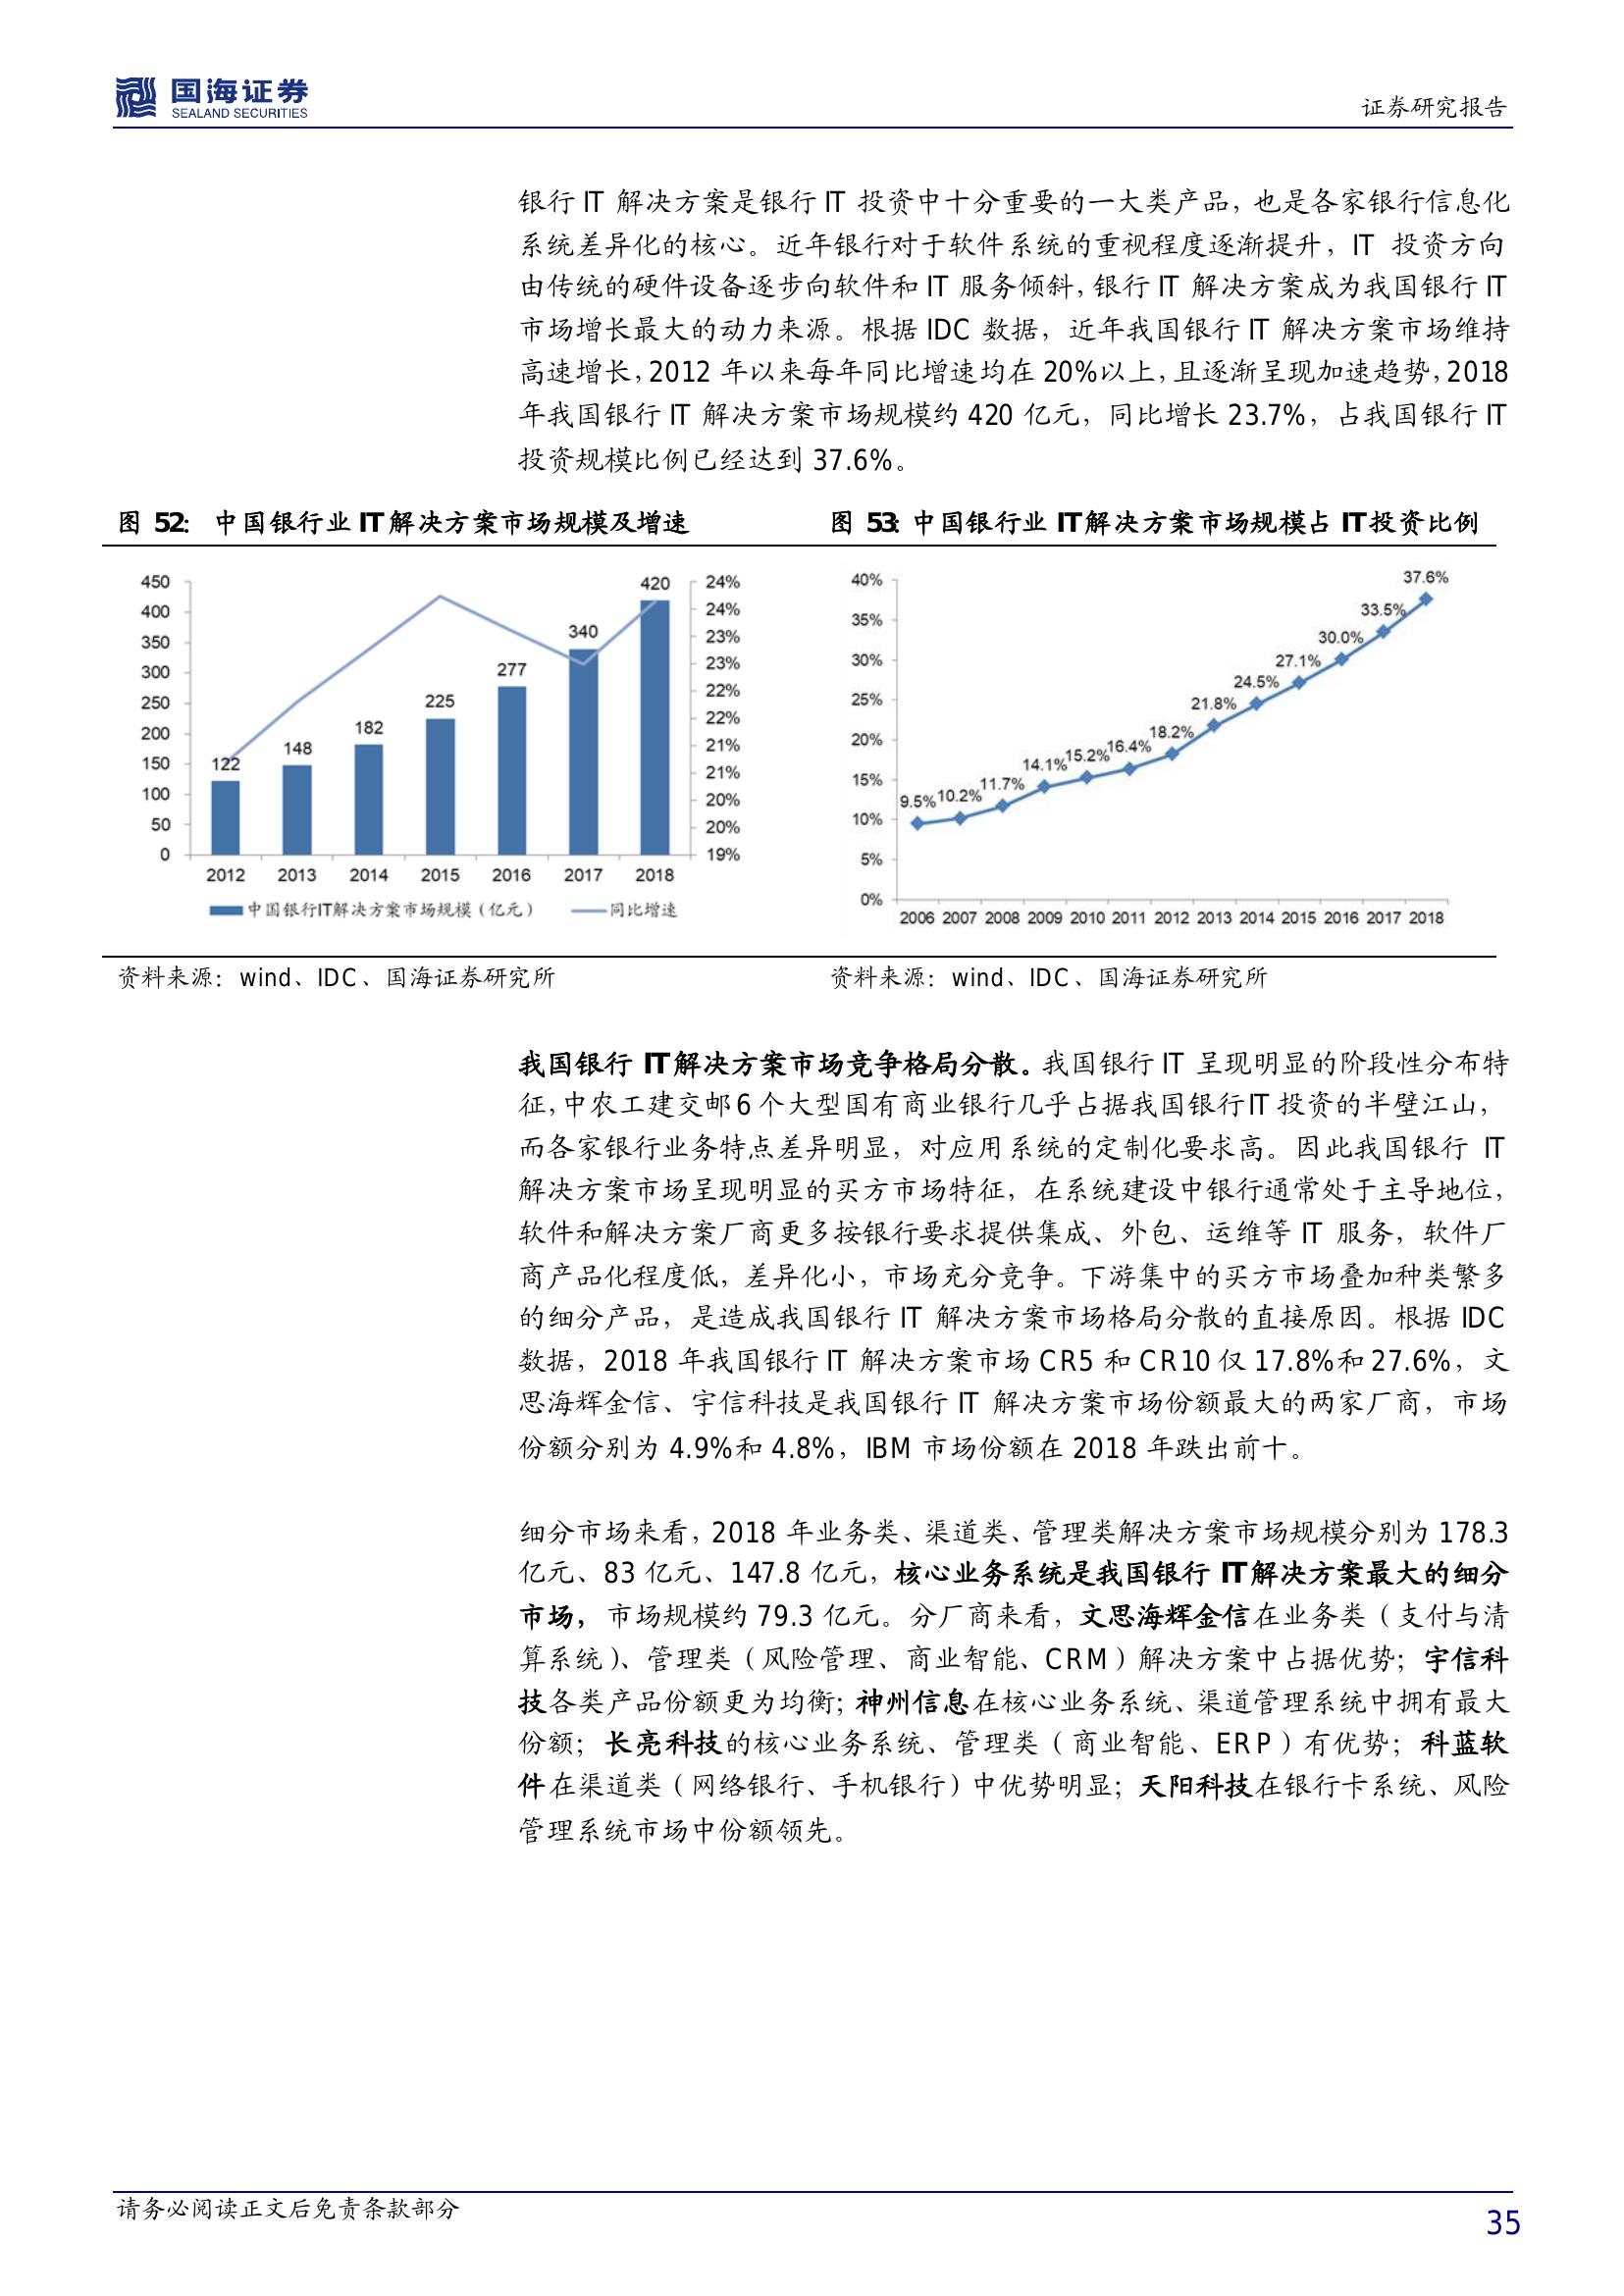 国海证券
SEALAND SECURITIES
证券研究报告
银行 IT 解决方案是银行 IT 投资中十分重要的一大类产品，也是各家银行信息化
系统差异化的核心。近年银行对于软件系统的重视程度逐渐提升，IT 投资方向
由传统的硬件设备逐步向软件和 IT 服务倾斜，银行 IT 解决方案成为我国银行 IT
市场增长最大的动力来源。根据 IDC 数据，近年我国银行 IT 解决方案市场维持
高速增长，2012 年以来每年同比增速均在 20%以上，且逐渐呈现加速趋势，2018
年我国银行 IT 解决方案市场规模约 420 亿元，同比增长 23.7%，占我国银行 IT
投资规模比例已经达到 37.6%。
图 52： 中国银行业 IT 解决方案市场规模及增速
450
400
350
300
250
200
150
100
50
0
24%
24%
23%
23%
22%
22%
21%
21%
20%
20%
19%
122
148
182
225
277
340
420
2012 2013 2014 2015 2016 2017 2018
中国银行IT解决方案市场规模（亿元） 同比增速
资料来源：wind、IDC、国海证券研究所
图 53：中国银行业 IT 解决方案市场规模占 IT 投资比例
40%
35%
30%
25%
20%
15%
10%
5%
0%
9.5%
10.2%
11.7%
14.1%
15.2%
16.4%
18.2%
21.8%
24.5%
27.1%
30.0%
33.5%
37.6%
2006 2007 2008 2009 2010 2011 2012 2013 2014 2015 2016 2017 2018
资料来源：wind、IDC、国海证券研究所
我国银行 IT 解决方案市场竞争格局分散。我国银行 IT 呈现明显的阶段性分布特
征，中农工建交邮 6 个大型国有商业银行几乎占据我国银行 IT 投资的半壁江山，
而各家银行业务特点差异明显，对应用系统的定制化要求高。因此我国银行 IT
解决方案市场呈现明显的买方市场特征，在系统建设中银行通常处于主导地位，
软件和解决方案厂商更多按银行要求提供集成、外包、运维等 IT 服务，软件厂
商产品化程度低，差异化小，市场充分竞争。下游集中的买方市场叠加种类繁多
的细分产品，是造成我国银行 IT 解决方案市场格局分散的直接原因。根据 IDC
数据，2018 年我国银行 IT 解决方案市场 CR5 和 CR10 仅 17.8%和 27.6%，文
思海辉金信、宇信科技是我国银行 IT 解决方案市场份额最大的两家厂商，市场
份额分别为 4.9%和 4.8%，IBM 市场份额在 2018 年跌出前十。
细分市场来看，2018 年业务类、渠道类、管理类解决方案市场规模分别为 178.3
亿元、83 亿元、147.8 亿元，核心业务系统是我国银行 IT 解决方案最大的细分
市场，市场规模约 79.3 亿元。分厂商来看，文思海辉金信在业务类（支付与清
算系统）、管理类（风险管理、商业智能、CRM）解决方案中占据优势；宇信科
技各类产品份额更为均衡；神州信息在核心业务系统、渠道管理系统中拥有最大
份额；长亮科技的核心业务系统、管理类（商业智能、ERP）有优势；科蓝软
件在渠道类（网络银行、手机银行）中优势明显；天阳科技在银行卡系统、风险
管理系统市场中份额领先。
请务必阅读正文后免责条款部分
35